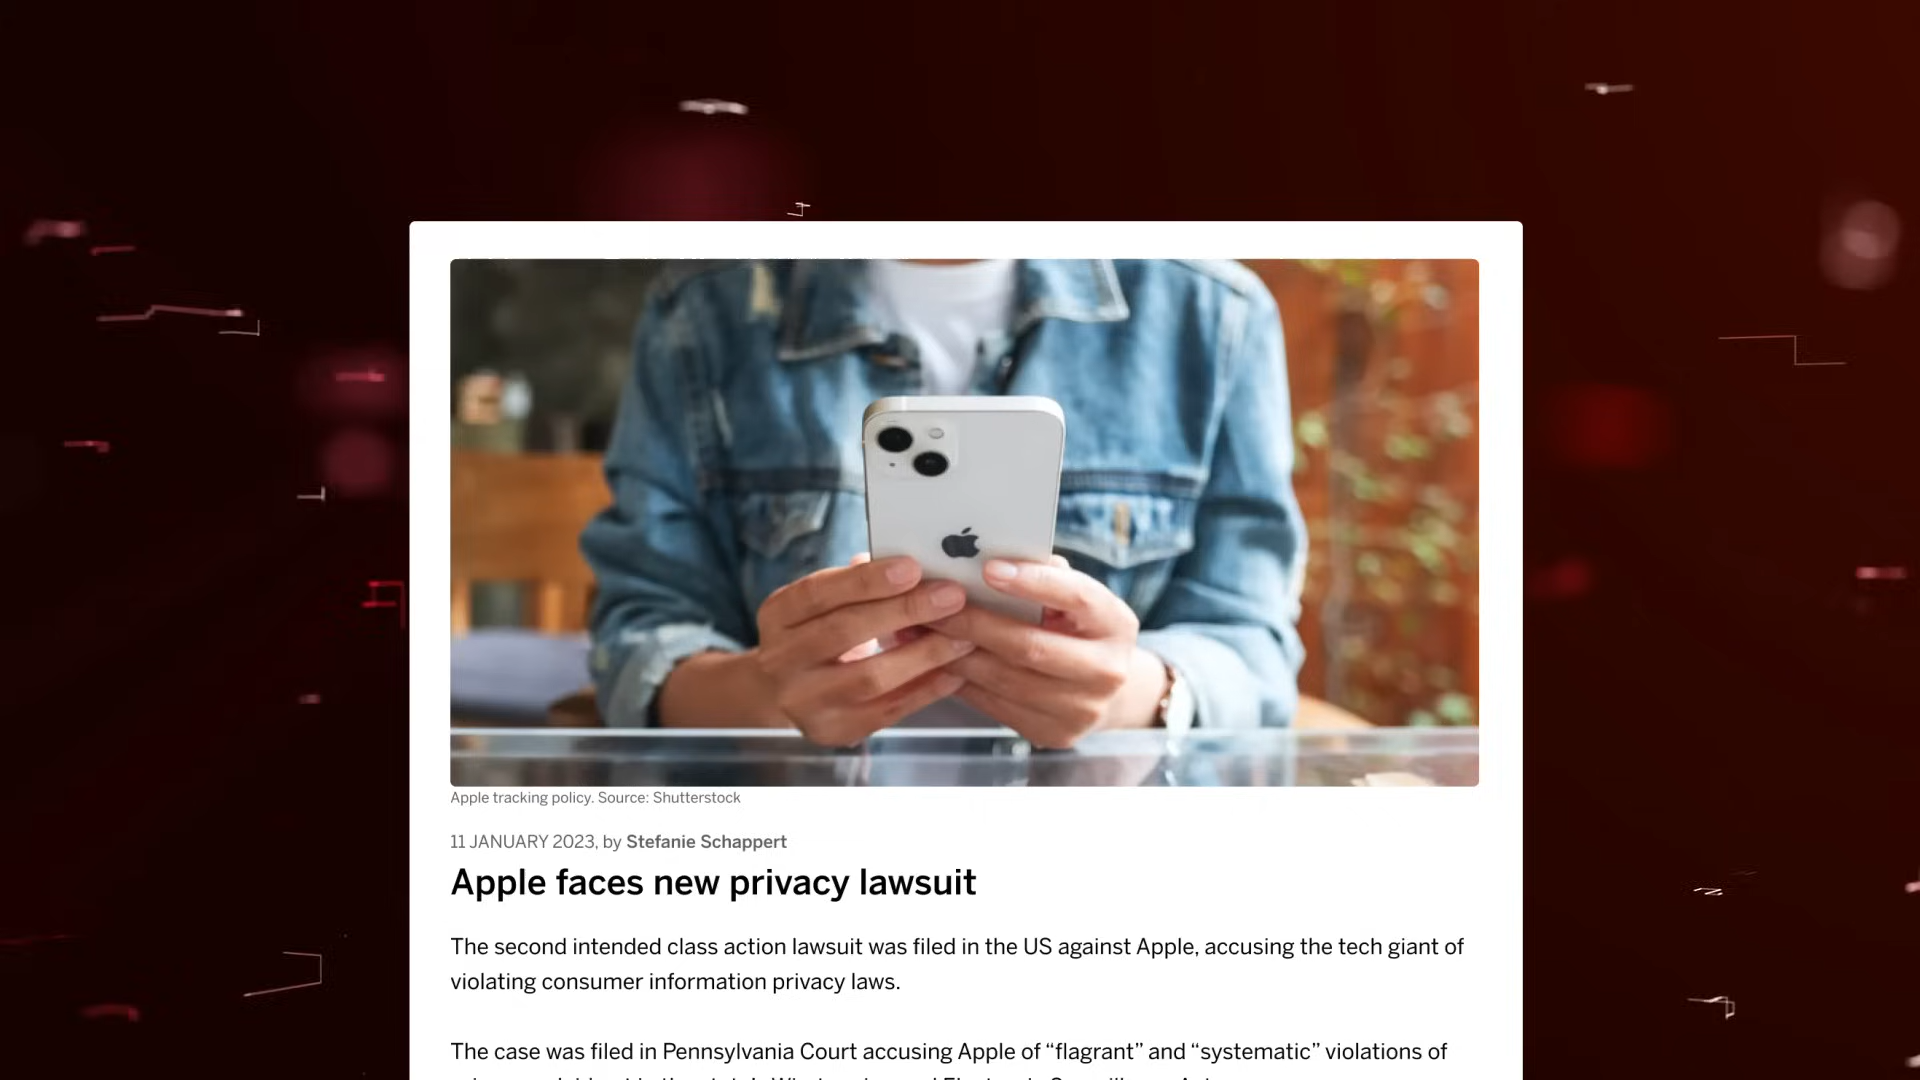 Apple tracking policy. Source: Shutterstock
11 JANUARY 2023, by Stefanie Schappert
Apple faces new privacy lawsuit
The second intended class action lawsuit was filed in the US against Apple, accusing the tech giant of
violating consumer information privacy laws.
The case was filed in Pennsylvania Court accusing Apple of “flagrant” and “systematic” violations of